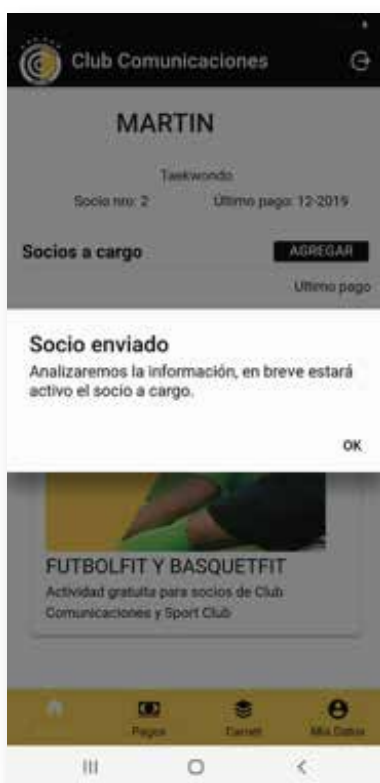 Club Comunicaciones
MARTIN
Taekwondo
Socio nro: 2 Último pago: 12-2019
Socios a cargo AGREGAR
Ultimo pago
Socio enviado
Analizaremos la información, en breve estará
activo el socio a cargo.
OK
FUTBOLFIT Y BASQUETFIT
Actividad gratuita para socios de Club
Comunicaciones y Sport Club
Pagos Carnet Mis Datos